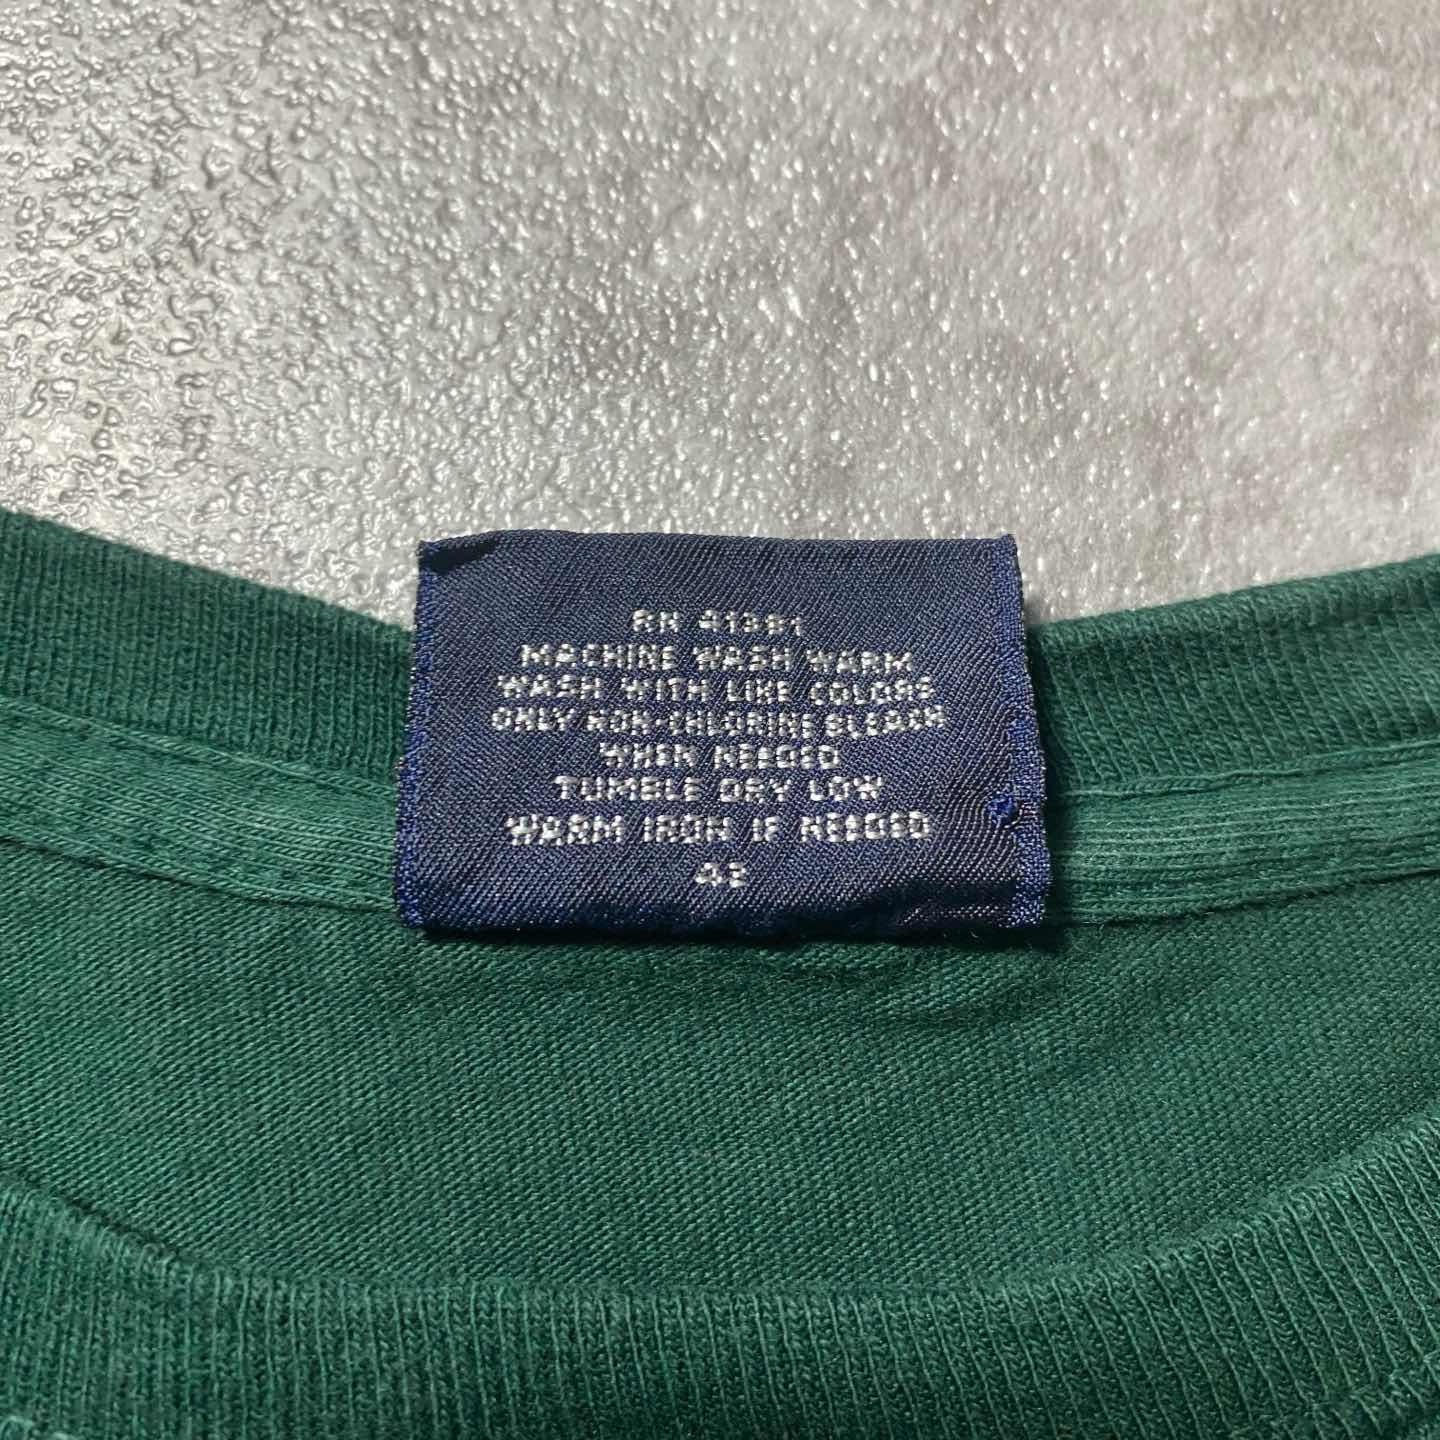 RN 41381
MACHINE WASH WARM
WASH WITH LIKE COLORS
ONLY NON-CHLORINE BLEACH
WHEN NEEDED
TUMBLE DRY LOW
WARM IRON IF NEEDED
43